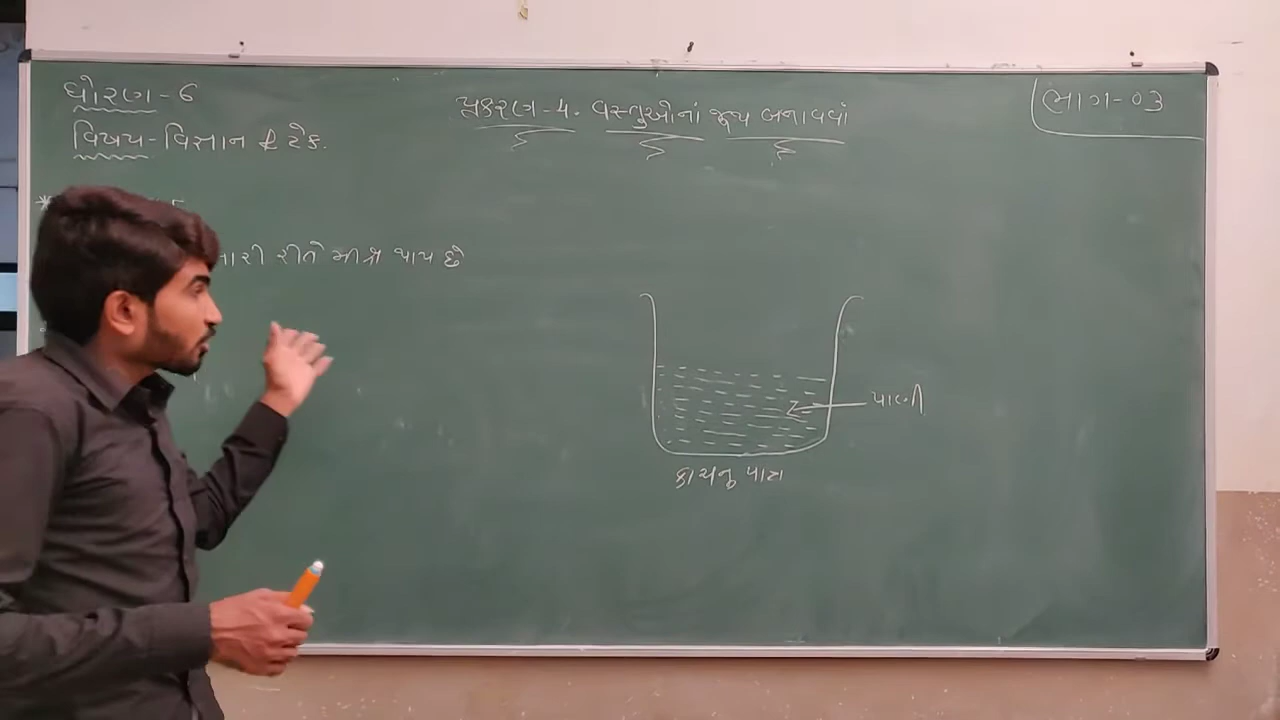 ધોરણ-6
વિષય-વિજ્ઞાન & ટેક.
પ્રકરણ-4. વસ્તુઓનાં જૂથ બનાવવાં
ભાગ-03
સારી રીતે મિશ્ર થાય છે
પાણી
કાચનું પાત્ર